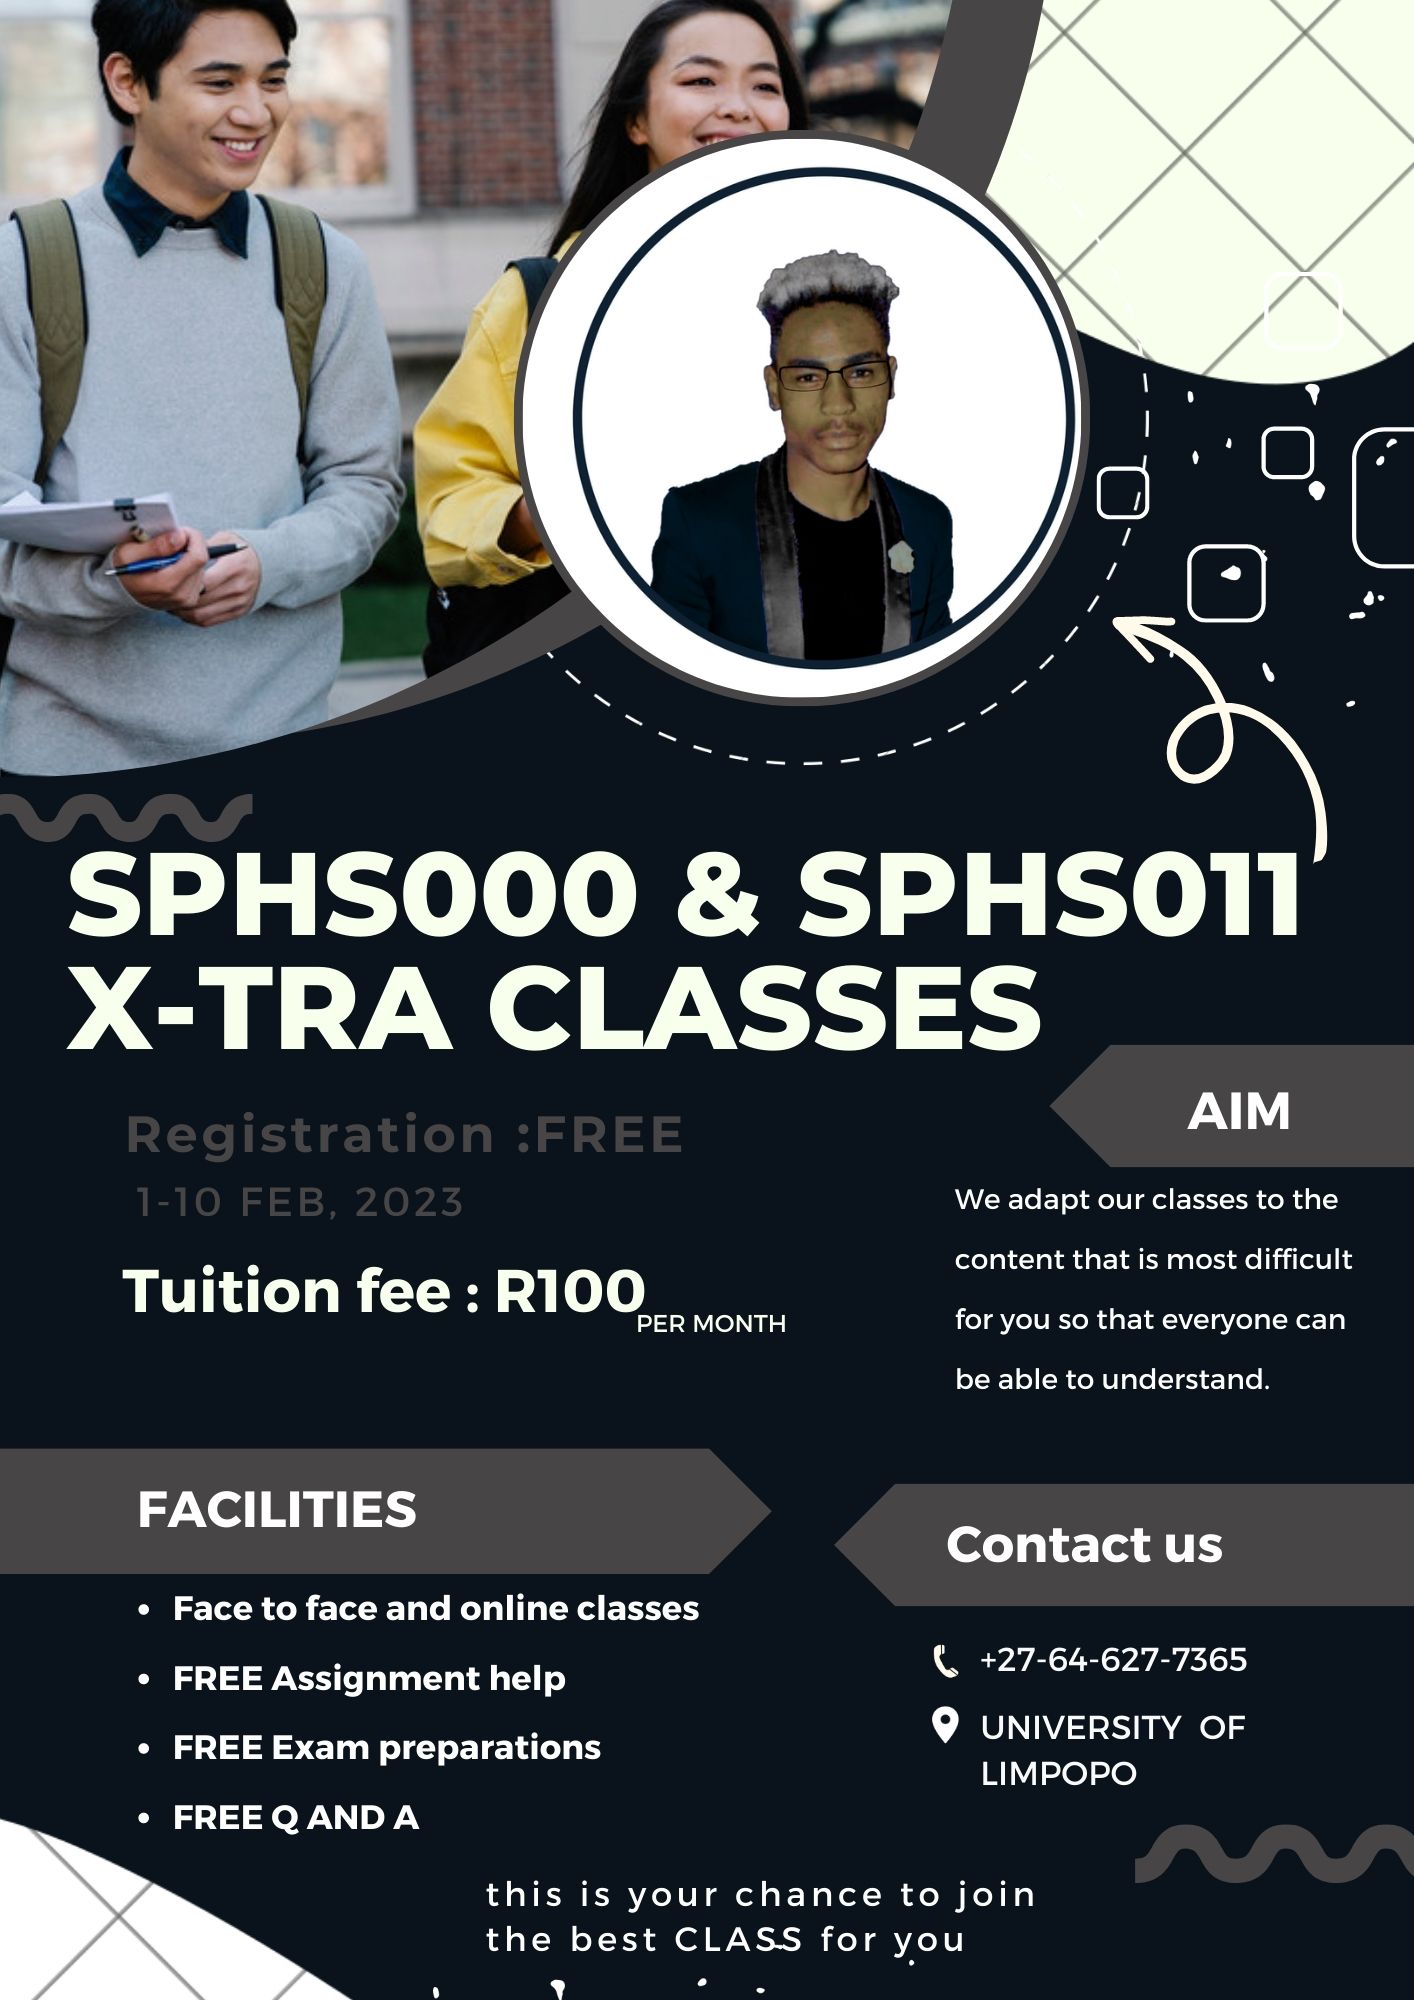 SPHS000 & SPHS011
X-TRA CLASSES
Registration :FREE
1-10 FEB, 2023
Tuition fee : R100
PER MONTH
AIM
We adapt our classes to the
content that is most difficult
for you so that everyone can
be able to understand.
FACILITIES
• Face to face and online classes
• FREE Assignment help
• FREE Exam preparations
• FREE Q AND A
Contact us
+27-64-627-7365
UNIVERSITY OF
LIMPOPO
this is your chance to join
the best CLASS for you